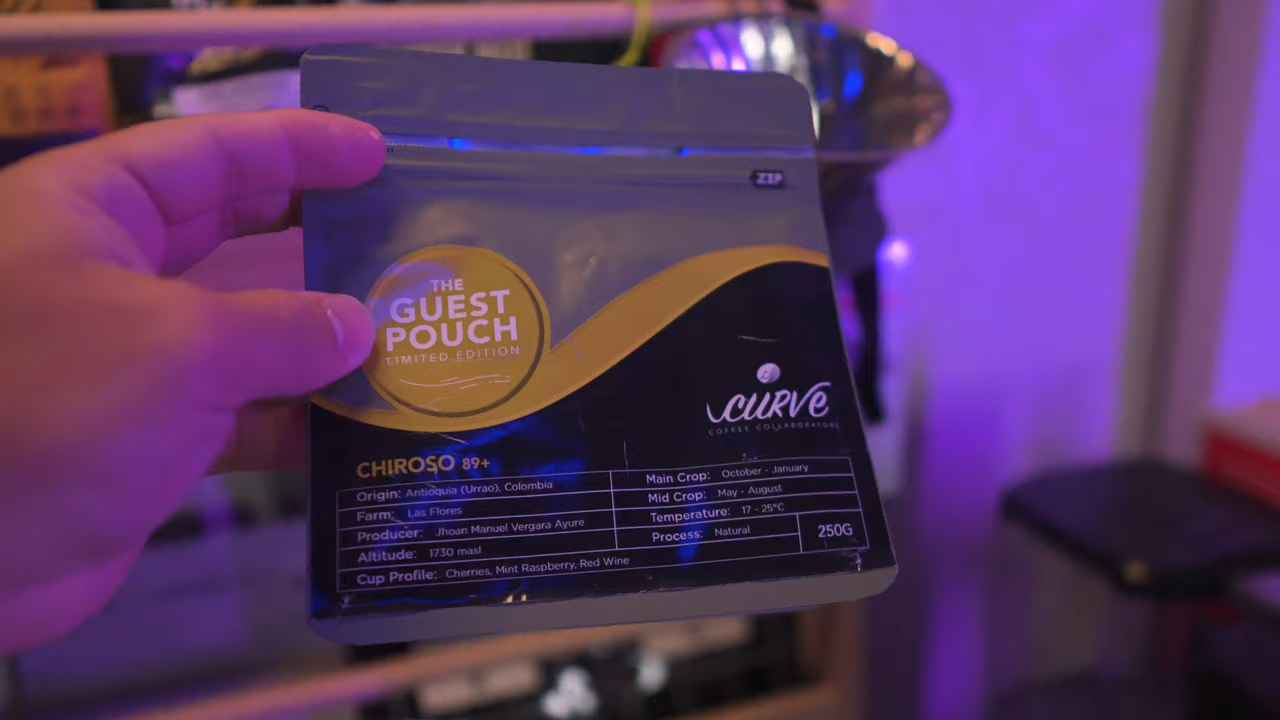 ZIP
THE
GUEST
POUCH
LIMITED EDITION
CURVE
COFFEE COLLABORATORS
CHIROSO 89+
Origin: Antioquia (Urrao), Colombia
Farm: Las Flores
Producer: Jhoan Manuel Vergara Ayure
Altitude: 1730 masl
Cup Profile: Cherries, Mint Raspberry, Red Wine
Main Crop: October - January
Mid Crop: May - August
Temperature: 17 - 25°C
Process: Natural
250G